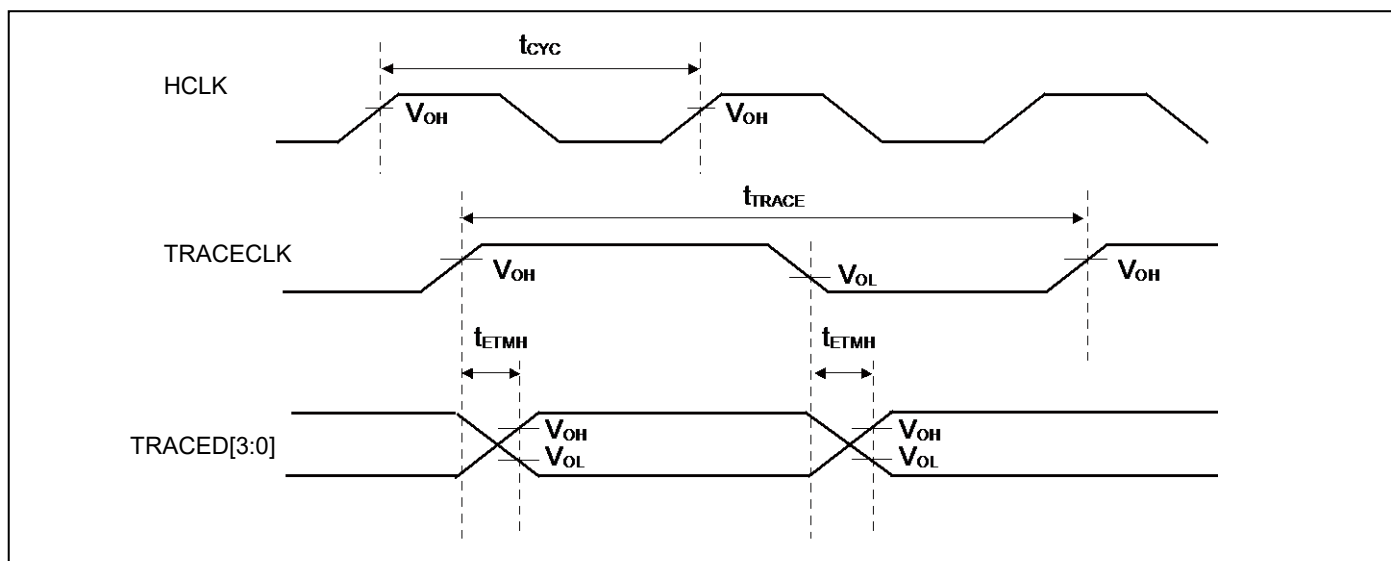 tCYC
HCLK
VOH
VOH
tTRACE
TRACECLK
VOH
VOL
VOH
tETMH
tETMH
TRACED[3:0]
VOH
VOH
VOL
VOL